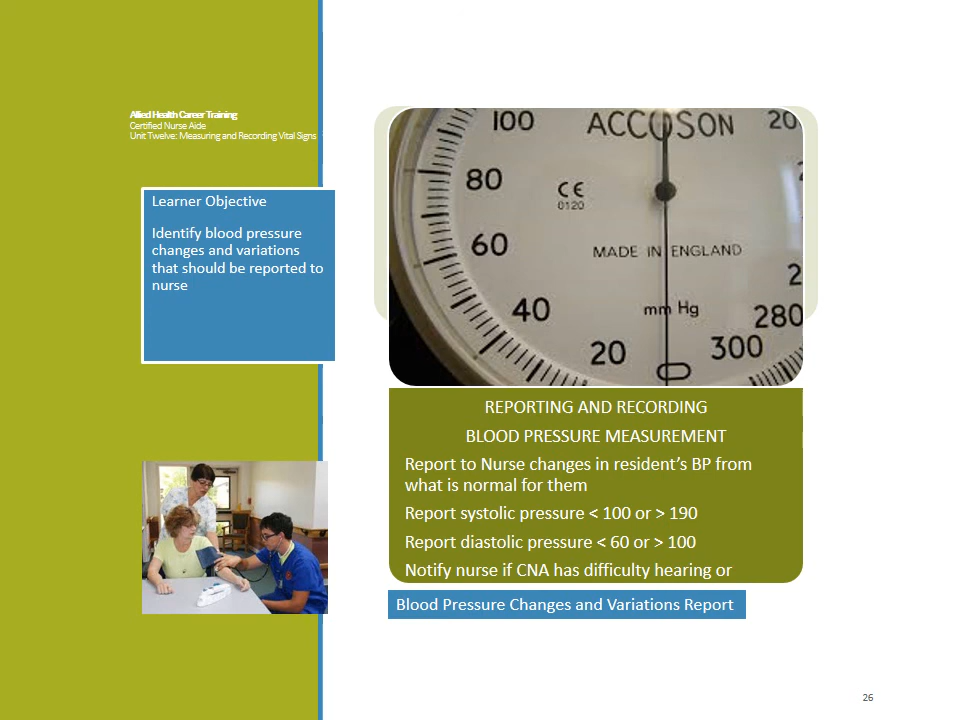 Allied Health Career Training
Certified Nurse Aide
Unit Twelve: Measuring and Recording Vital Signs
Learner Objective
Identify blood pressure
changes and variations
that should be reported to
nurse
100 ACCOSON 20
80
CE
0120
60
MADE IN ENGLAND
2
40
mm Hg
280
20
300
REPORTING AND RECORDING
BLOOD PRESSURE MEASUREMENT
Report to Nurse changes in resident's BP from
what is normal for them
Report systolic pressure < 100 or > 190
Report diastolic pressure < 60 or > 100
Notify nurse if CNA has difficulty hearing or
Blood Pressure Changes and Variations Report
26